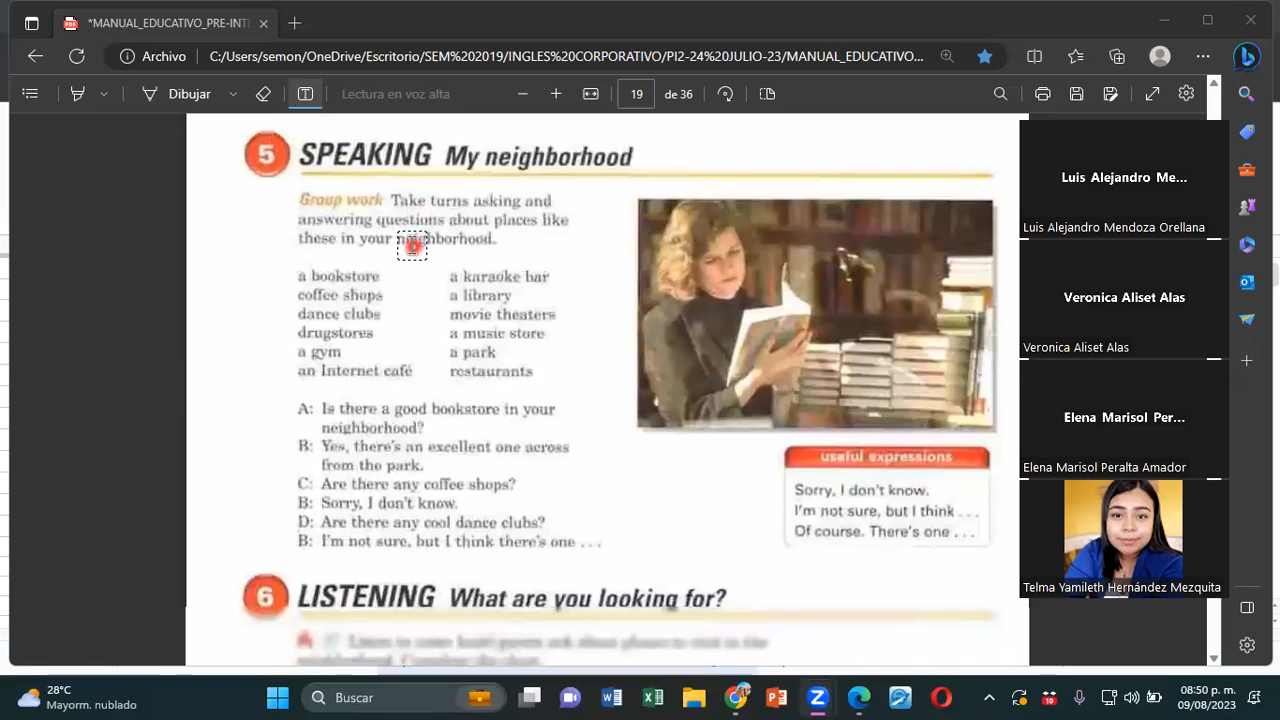 *MANUAL_EDUCATIVO_PRE-INT
Archivo
C:/Users/semon/OneDrive/Escritorio/SEM%202019/INGLES%20CORPORATIVO/PI2-24%20JULIO-23/MANUAL_EDUCATIVO...
Dibujar
Lectura en voz alta
19
de 36
5 SPEAKING My neighborhood
Group work Take turns asking and
answering questions about places like
these in your neighborhood.
a bookstore a karaoke bar
coffee shops a library
dance clubs movie theaters
drugstores a music store
a gym a park
an Internet café restaurants
A: Is there a good bookstore in your
neighborhood?
B: Yes, there's an excellent one across
from the park.
C: Are there any coffee shops?
B: Sorry, I don't know.
D: Are there any cool dance clubs?
B: I'm not sure, but I think there's one . . .
useful expressions
Sorry, I don't know.
I'm not sure, but I think . . .
Of course. There's one . . .
6 LISTENING What are you looking for?
Luis Alejandro Me...
Luis Alejandro Mendoza Orellana
Veronica Aliset Alas
Veronica Aliset Alas
Elena Marisol Per...
Elena Marisol Peralta Amador
Telma Yamileth Hernández Mezquita
28°C
Mayorm. nublado
Buscar
08:50 p. m.
09/08/2023